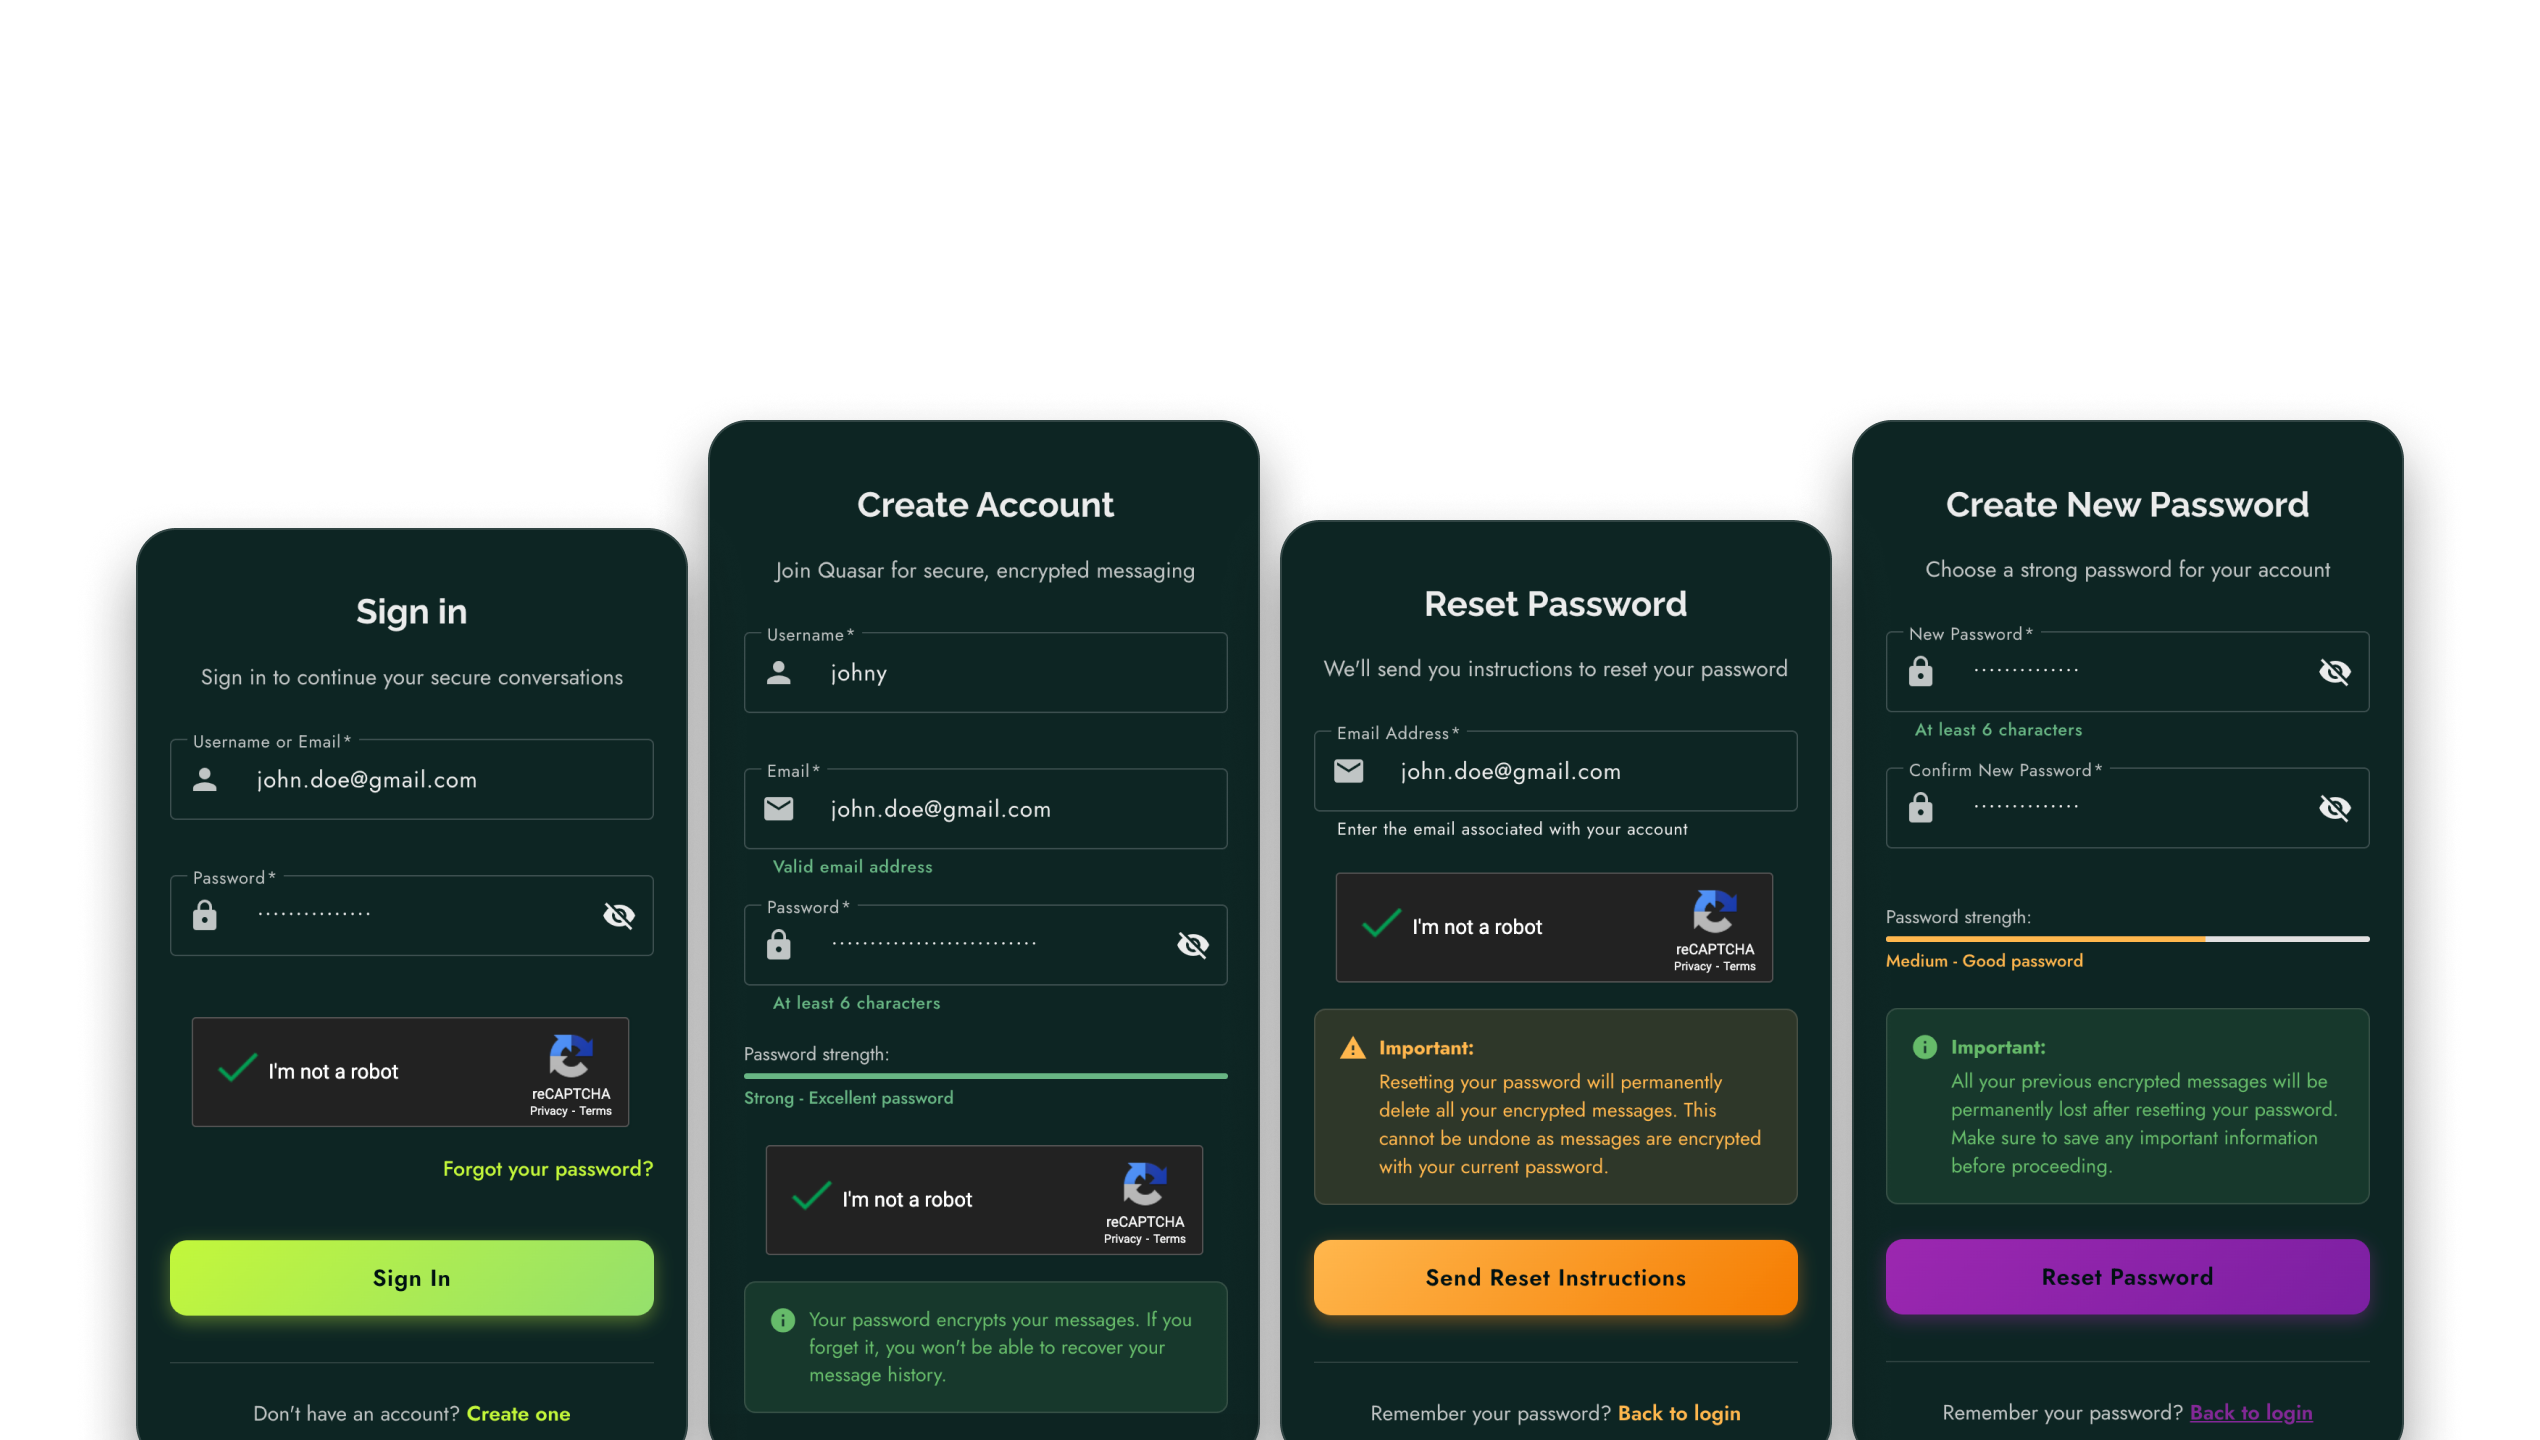 Sign in
Sign in to continue your secure conversations
Username or Email*
john.doe@gmail.com
Password*
I'm not a robot
reCAPTCHA
Privacy - Terms
Forgot your password?
Sign In
Don't have an account? Create one
Create Account
Join Quasar for secure, encrypted messaging
Username*
johny
Email*
john.doe@gmail.com
Valid email address
Password*
At least 6 characters
Password strength:
Strong - Excellent password
I'm not a robot
reCAPTCHA
Privacy - Terms
Your password encrypts your messages. If you
forget it, you won't be able to recover your
message history.
Reset Password
We'll send you instructions to reset your password
Email Address*
john.doe@gmail.com
Enter the email associated with your account
I'm not a robot
reCAPTCHA
Privacy - Terms
Important:
Resetting your password will permanently
delete all your encrypted messages. This
cannot be undone as messages are encrypted
with your current password.
Send Reset Instructions
Remember your password? Back to login
Create New Password
Choose a strong password for your account
New Password*
At least 6 characters
Confirm New Password*
Password strength:
Medium - Good password
Important:
All your previous encrypted messages will be
permanently lost after resetting your password.
Make sure to save any important information
before proceeding.
Reset Password
Remember your password? Back to login